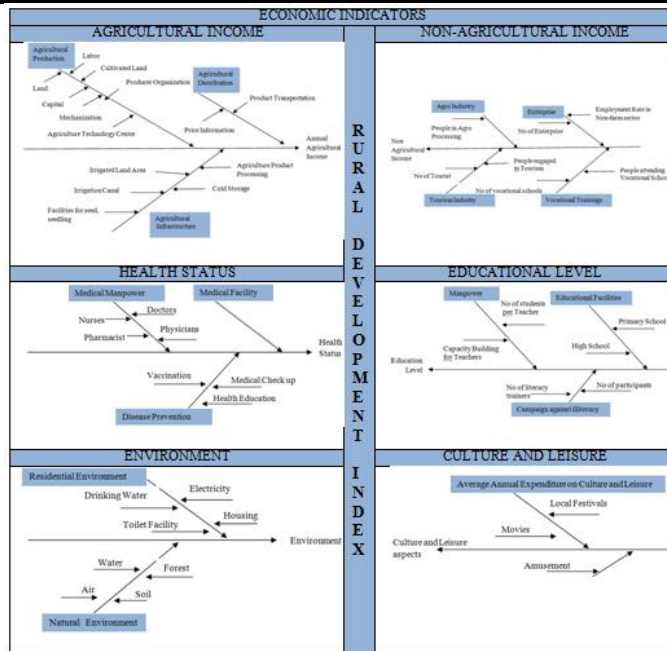 ECONOMIC INDICATORS
AGRICULTURAL INCOME
Agricultural
Production
Labor
Cultivated Land
Land
Producer Organization
Capital
Mechanization
Agriculture Technology Center
Agricultural
Distribution
Product Transportation
Price Information
Annual
Agricultural
Income
Irrigated Land Area
Agriculture Product
Processing
Irrigation Canal
Cold Storage
Facilities for seed,
seedling
Agricultural
Infrastructure
NON-AGRICULTURAL INCOME
Agro Industry
Enterprise
Employment Rate in
Non-farm sector
People in Agro
Processing
No of Enterprise
Non
Agricultural
Income
People engaged
in Tourism
No of Tourist
People attending
Vocational School
No of vocational schools
Tourism Industry
Vocational Trainings
RURAL DEVELOPMENT INDEX
HEALTH STATUS
Medical Manpower
Medical Facility
Doctors
Nurses
Physicians
Pharmacist
Health
Status
Vaccination
Medical Check up
Health Education
Disease Prevention
EDUCATIONAL LEVEL
Manpower
Educational Facilities
No of students
per Teacher
Primary School
Capacity Building
for Teachers
High School
Education
Level
No of literacy
trainers
No of participants
Campaign against illiteracy
ENVIRONMENT
Residential Environment
Electricity
Drinking Water
Housing
Toilet Facility
Environment
Water
Forest
Air
Soil
Natural Environment
CULTURE AND LEISURE
Average Annual Expenditure on Culture and Leisure
Local Festivals
Movies
Culture and Leisure
aspects
Amusement